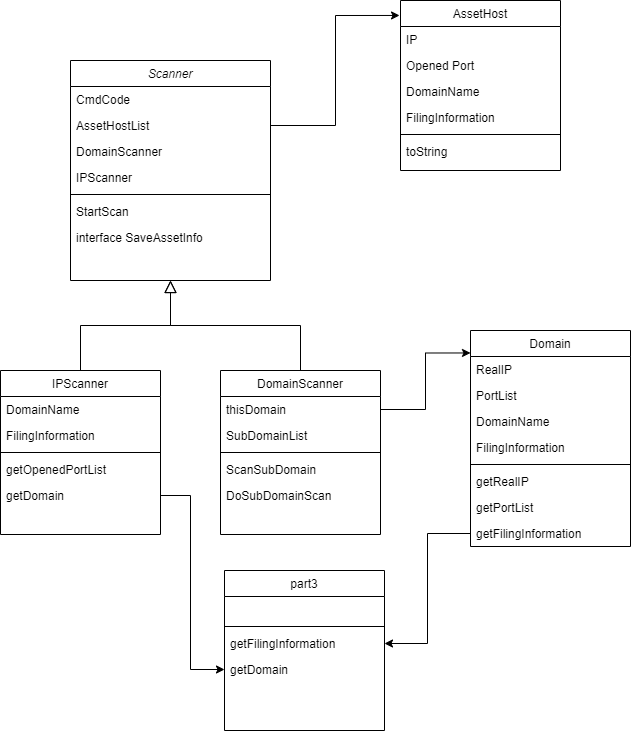 AssetHost
IP
Opened Port
DomainName
FilingInformation
toString
Scanner
CmdCode
AssetHostList
DomainScanner
IPScanner
StartScan
interface SaveAssetInfo
IPScanner
DomainName
FilingInformation
getOpenedPortList
getDomain
DomainScanner
thisDomain
SubDomainList
ScanSubDomain
DoSubDomainScan
Domain
RealIP
PortList
DomainName
FilingInformation
getRealIP
getPortList
getFilingInformation
part3
getFilingInformation
getDomain